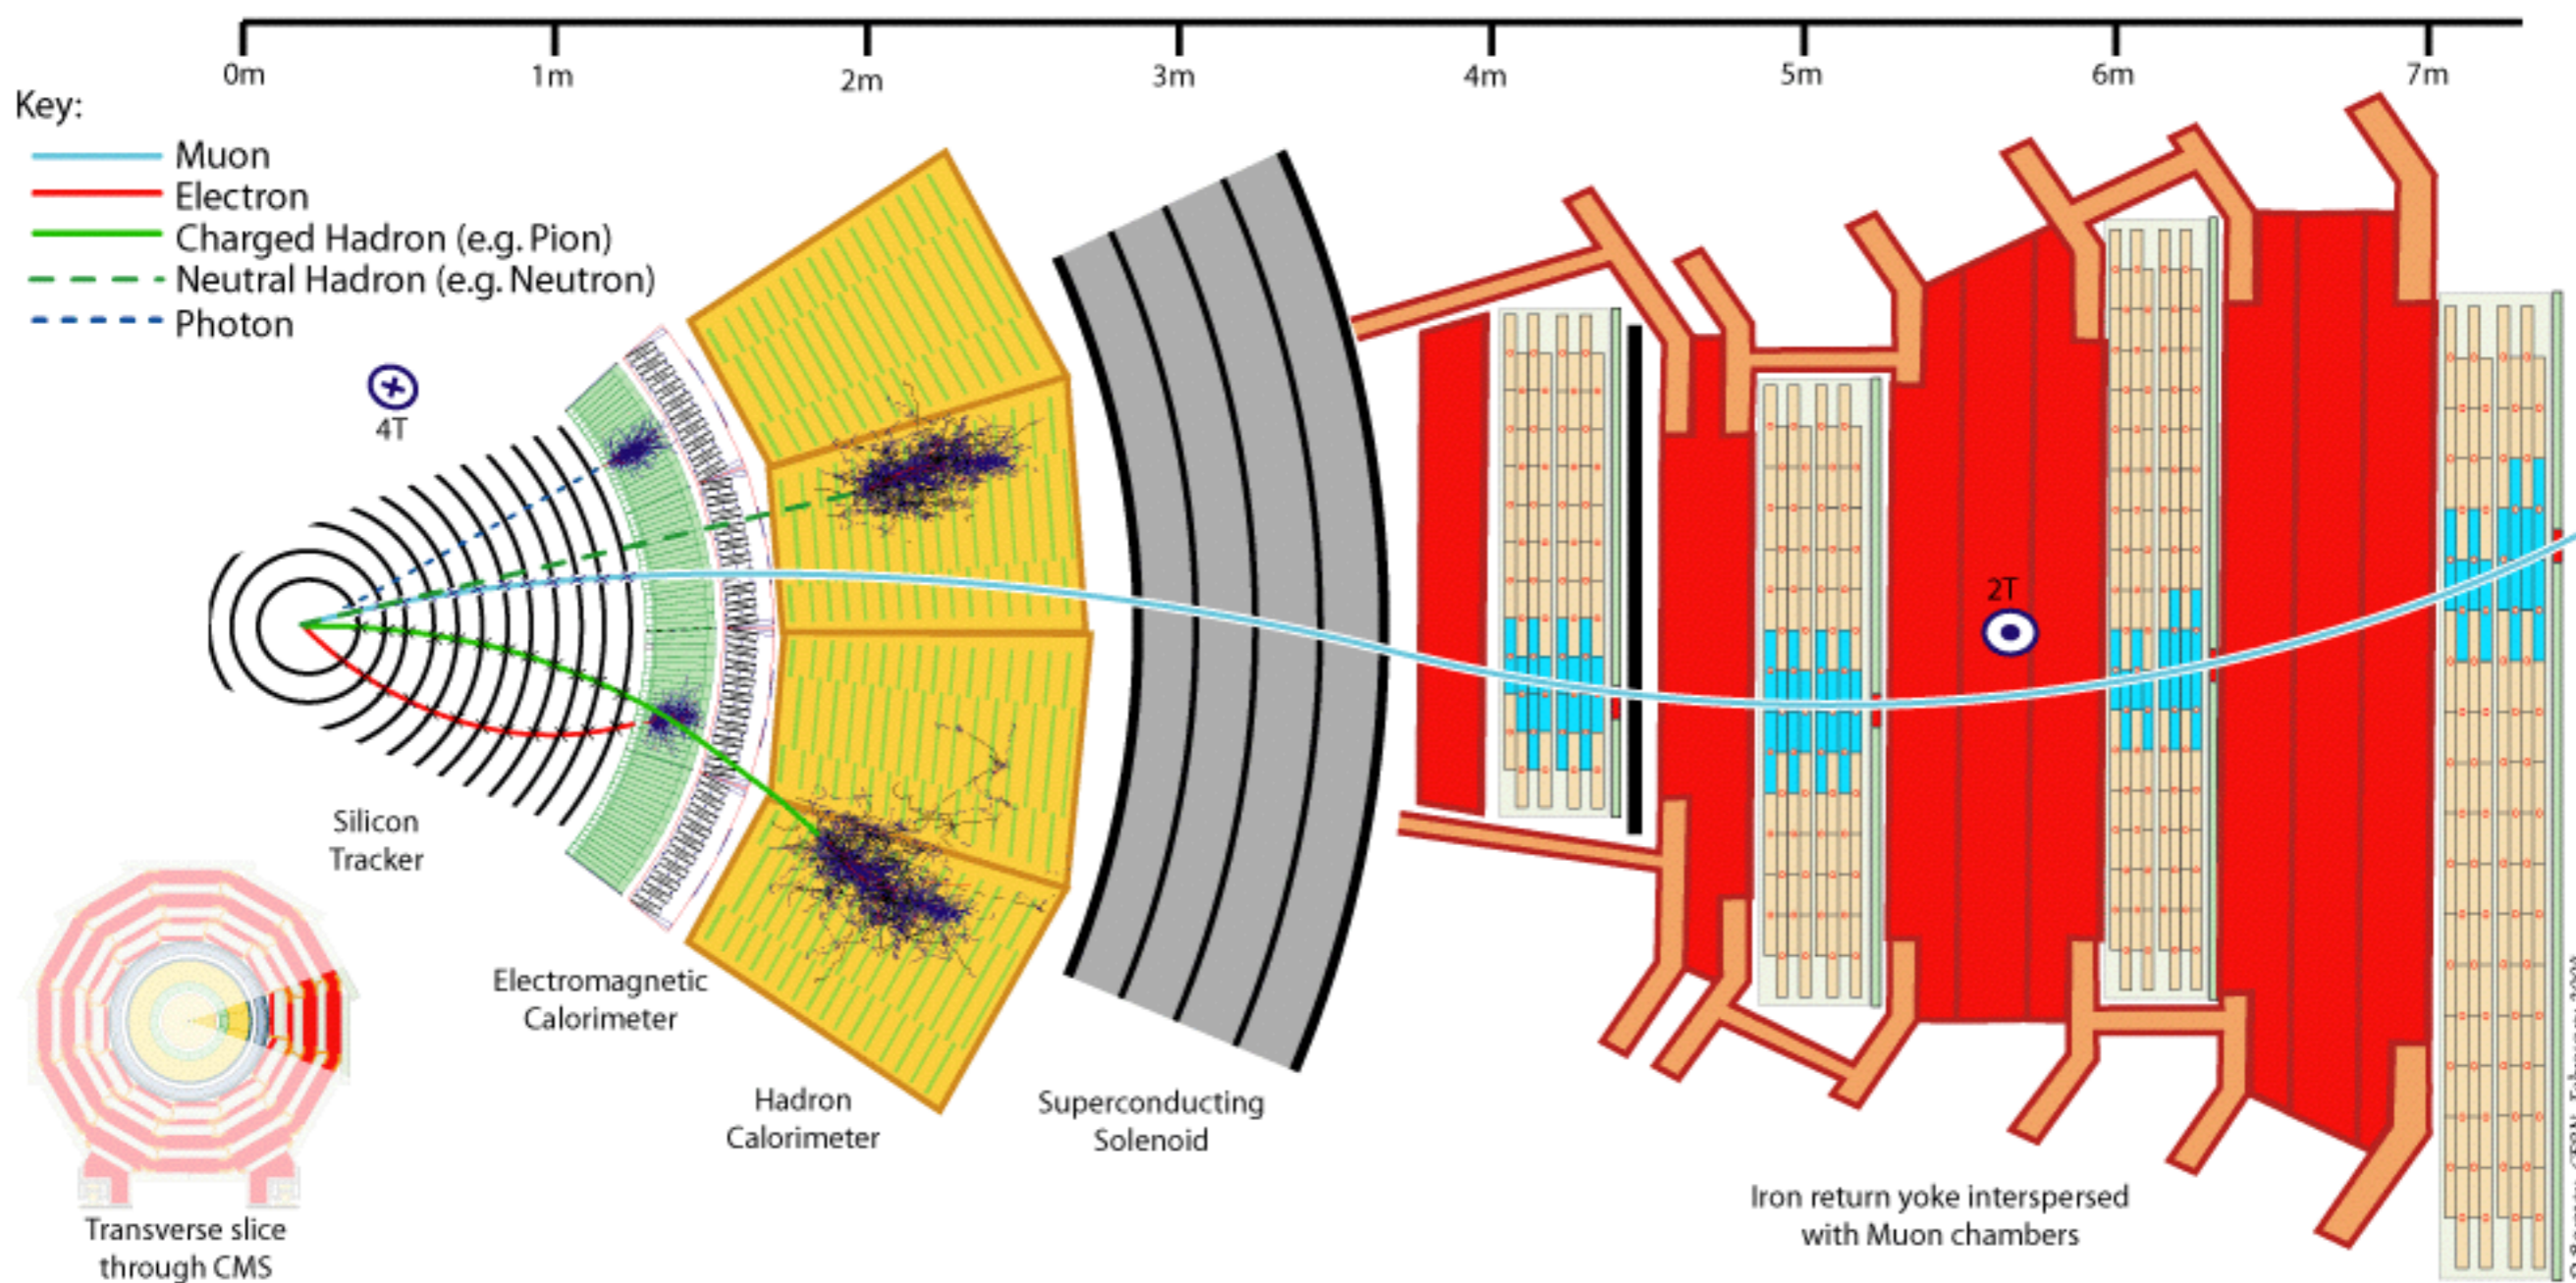 0m 1m 2m 3m 4m 5m 6m 7m
Key:
Muon
Electron
Charged Hadron (e.g. Pion)
Neutral Hadron (e.g. Neutron)
Photon
4T
2T
Silicon
Tracker
Electromagnetic
Calorimeter
Hadron
Calorimeter
Superconducting
Solenoid
Iron return yoke interspersed
with Muon chambers
Transverse slice
through CMS